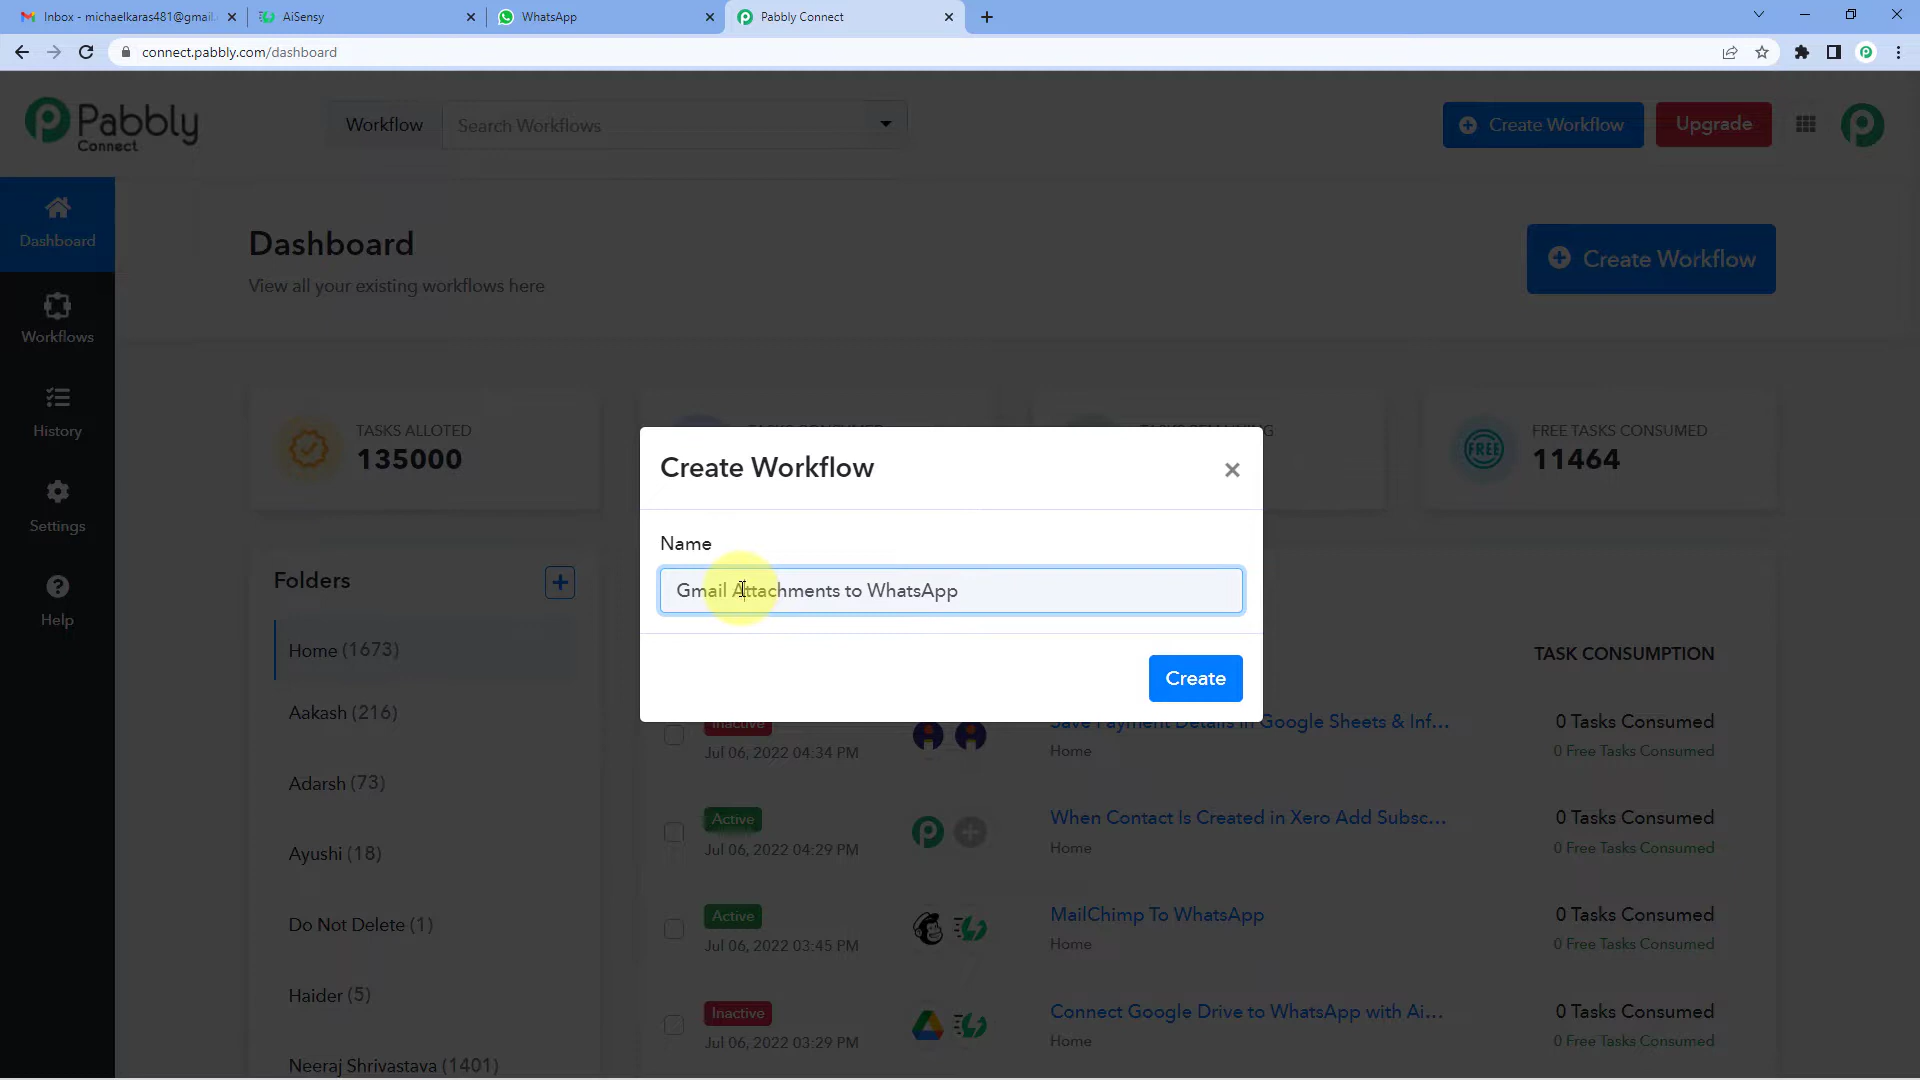 Inbox - michaelkaras481@gmail.
AiSensy
WhatsApp
Pabbly Connect
connect.pabbly.com/dashboard
Pabbly
Connect
Workflow
Search Workflows
Create Workflow
Upgrade
Dashboard
View all your existing workflows here
Create Workflow
Dashboard
Workflows
History
Settings
Help
TASKS ALLOTED
135000
FREE TASKS CONSUMED
11464
FREE
Create Workflow
Name
Gmail Attachments to WhatsApp
Create
Folders
Home (1673)
Aakash (216)
Adarsh (73)
Ayushi (18)
Do Not Delete (1)
Haider (5)
Neeraj Shrivastava (1401)
TASK CONSUMPTION
Inactive
Jul 06, 2022 04:34 PM
Save Payment Details in Google Sheets & Inf...
Home
0 Tasks Consumed
0 Free Tasks Consumed
Active
Jul 06, 2022 04:29 PM
When Contact Is Created in Xero Add Subsc...
Home
0 Tasks Consumed
0 Free Tasks Consumed
Active
Jul 06, 2022 03:45 PM
MailChimp To WhatsApp
Home
0 Tasks Consumed
0 Free Tasks Consumed
Inactive
Jul 06, 2022 03:29 PM
Connect Google Drive to WhatsApp with Ai...
Home
0 Tasks Consumed
0 Free Tasks Consumed